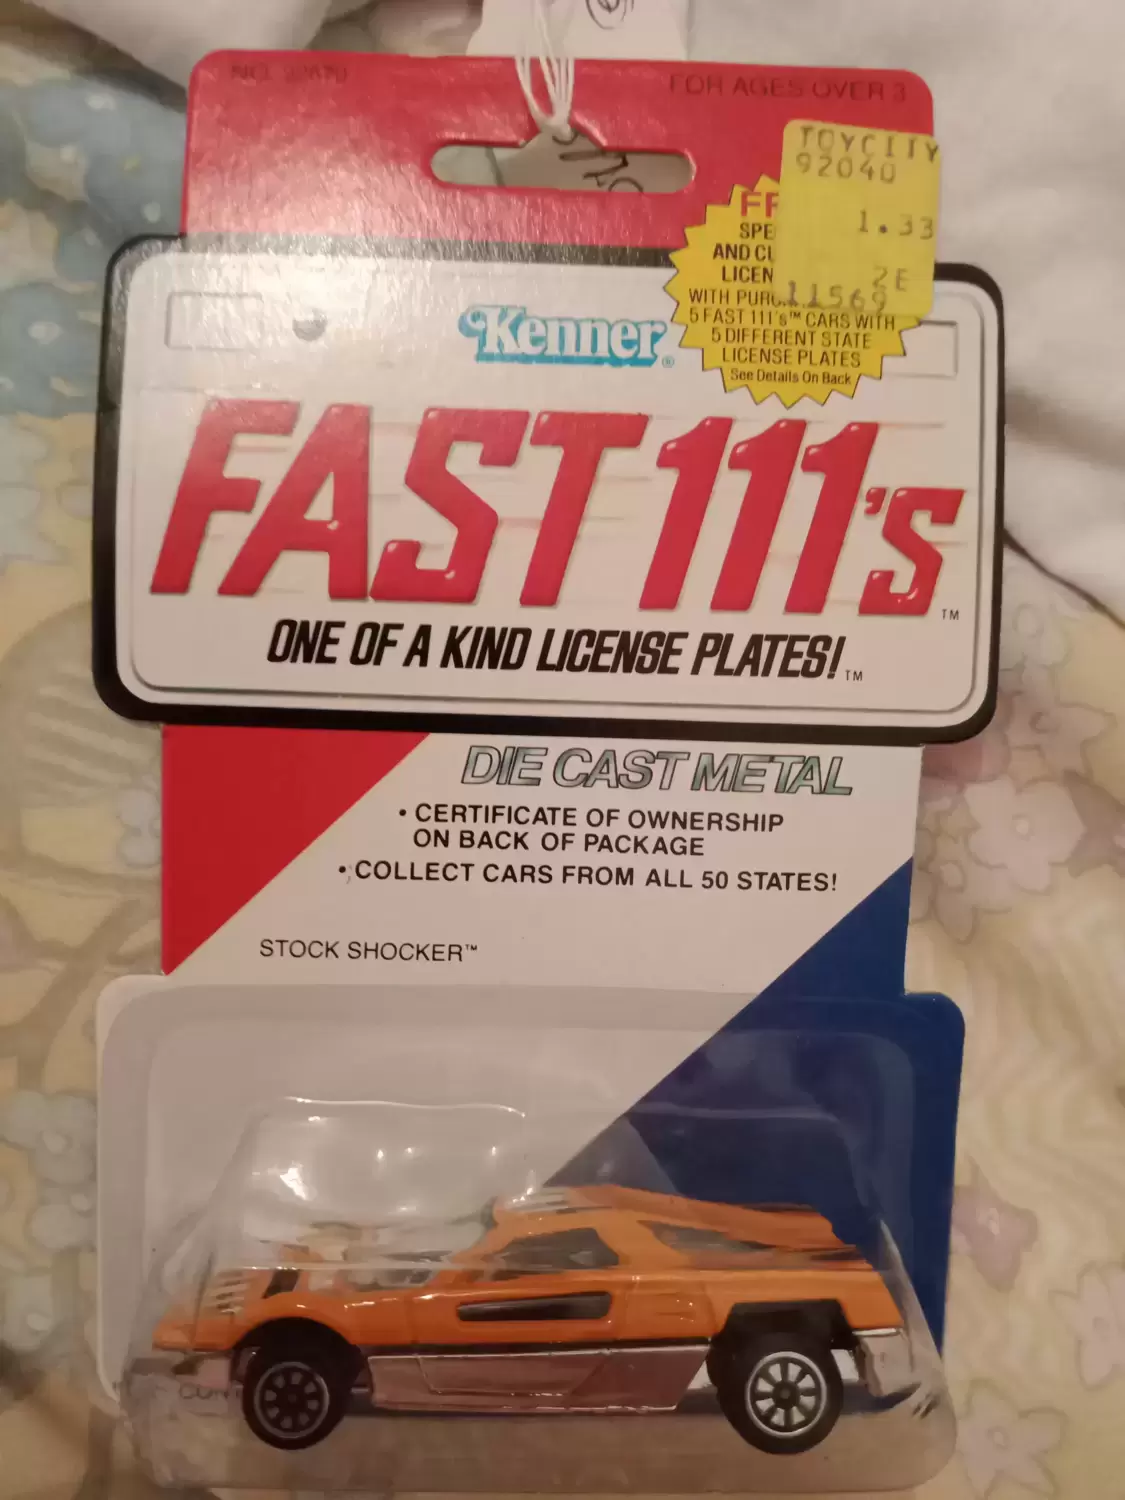 FOR AGES OVER 3
TOYCITY
92040
1.33
2E
11569
SPE
AND CU
LICEN
WITH
5 FAST 111's™ CARS WITH
5 DIFFERENT STATE
LICENSE PLATES
See Details On Back
Kenner®
FAST 111's™
ONE OF A KIND LICENSE PLATES!™
DIE CAST METAL
• CERTIFICATE OF OWNERSHIP
ON BACK OF PACKAGE
• COLLECT CARS FROM ALL 50 STATES!
STOCK SHOCKER™
CONT